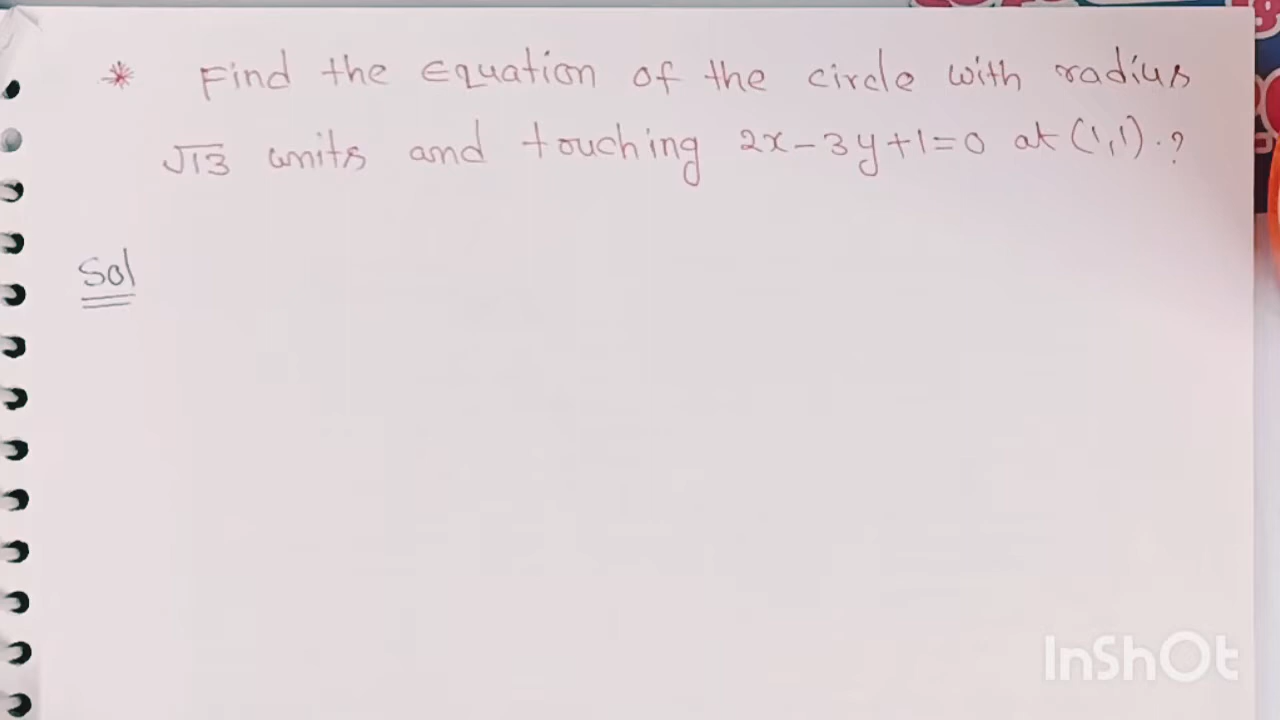 * Find the Equation of the circle with radius
√13 units and touching 2x-3y+1=0 at (1,1).?
Sol
InShOt